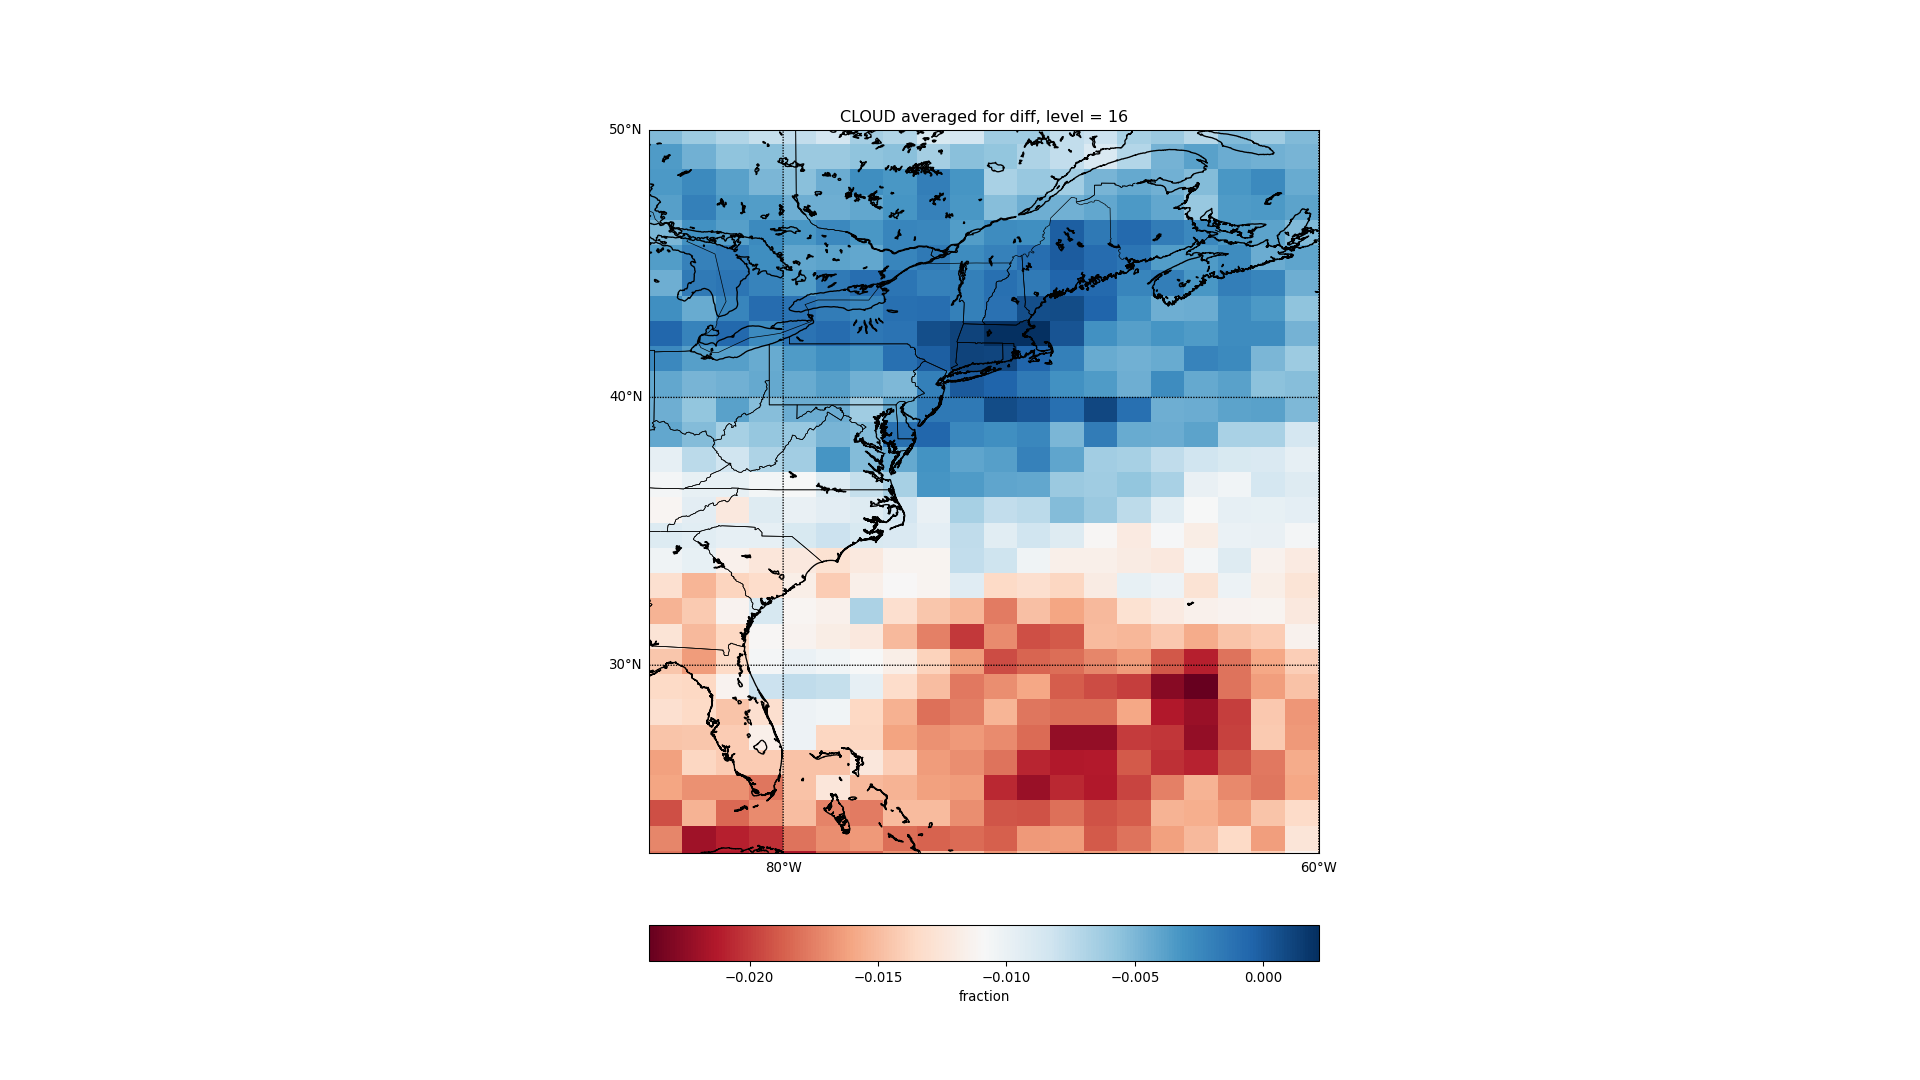 CLOUD averaged for diff, level = 16
50°N
40°N
30°N
80°W
60°W
−0.020
−0.015
−0.010
−0.005
0.000
fraction